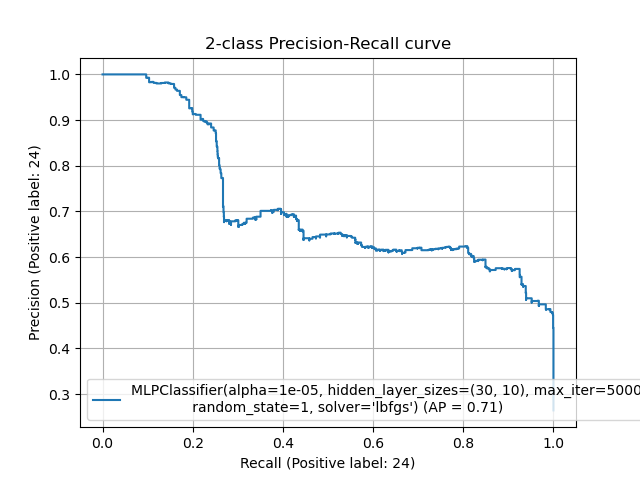 2-class Precision-Recall curve
1.0
0.9
0.8
0.7
0.6
0.5
0.4
0.3
Precision (Positive label: 24)
MLPClassifier(alpha=1e-05, hidden_layer_sizes=(30, 10), max_iter=5000
random_state=1, solver='lbfgs') (AP = 0.71)
0.0 0.2 0.4 0.6 0.8 1.0
Recall (Positive label: 24)